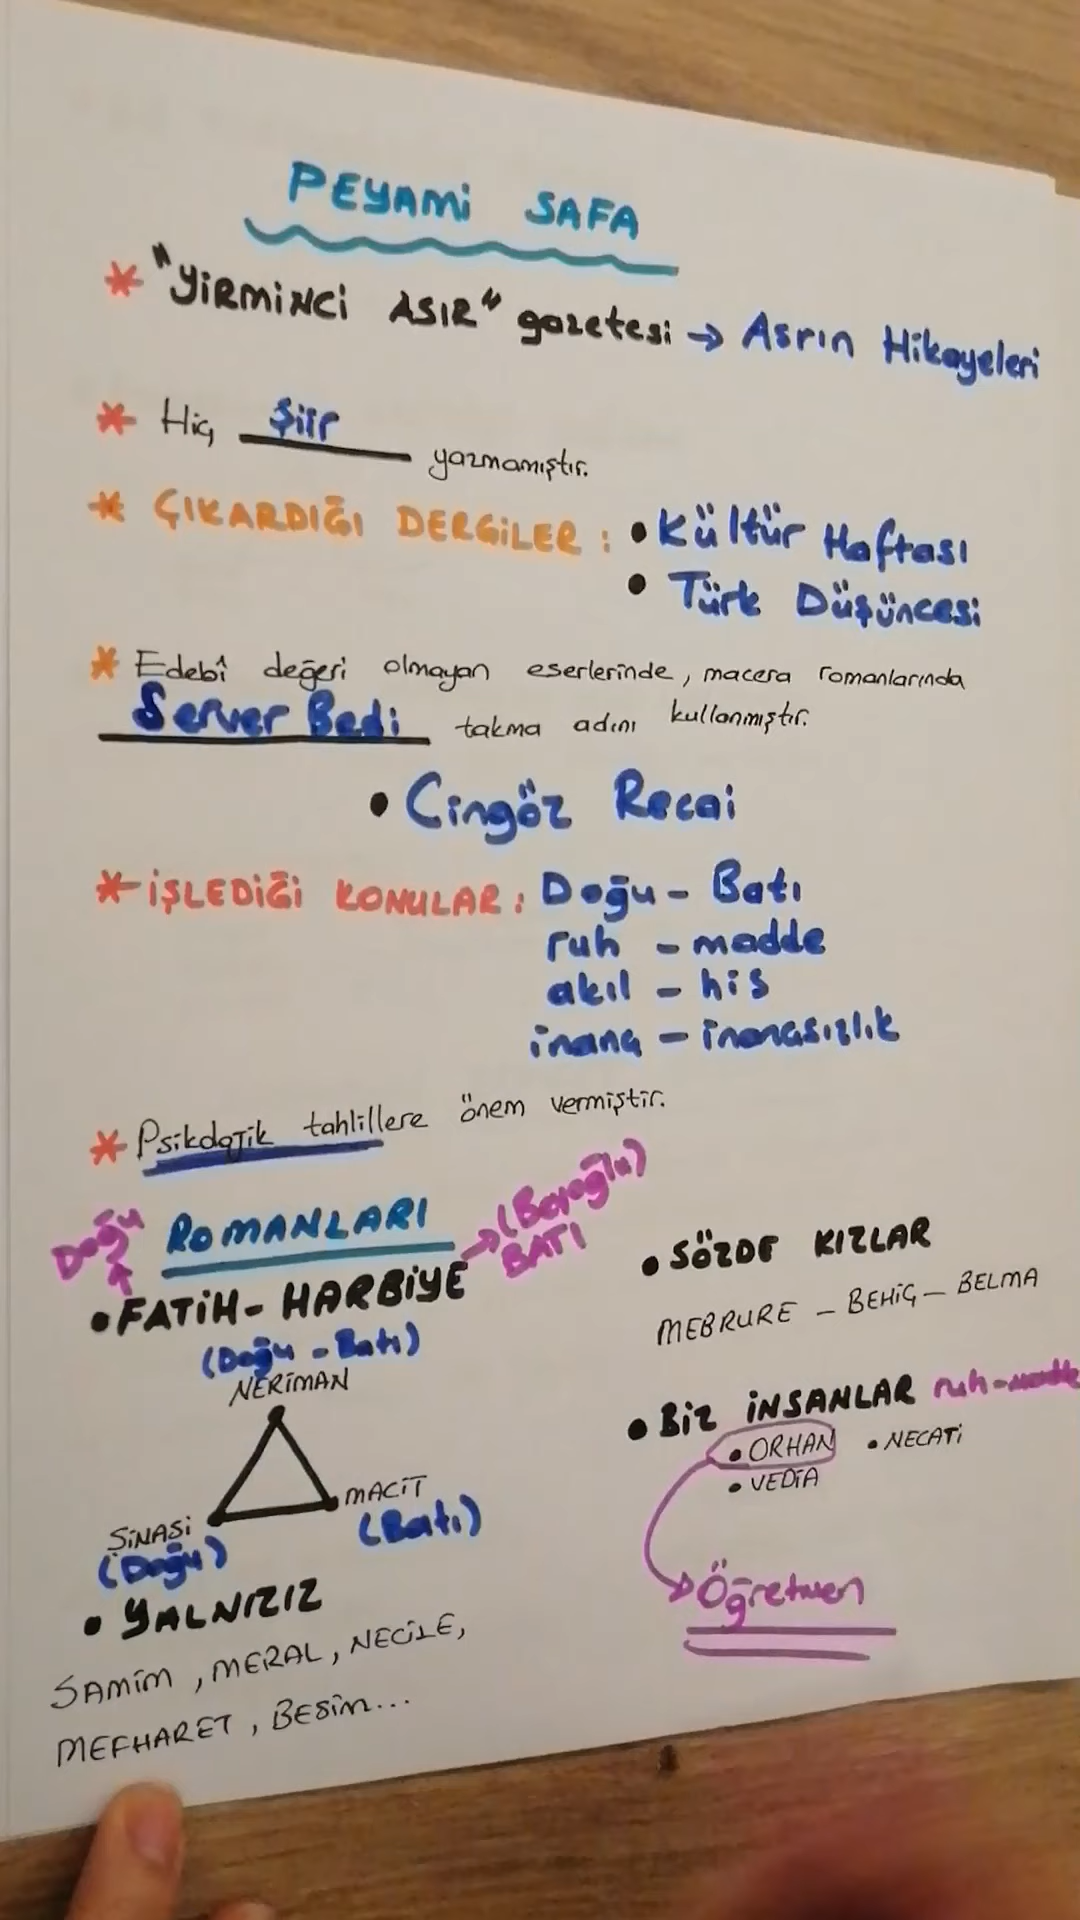 PEYAMİ SAFA
* "YİRMİNCİ ASIR" gazetesi → Asrın Hikayeleri
* Hiç Şiir yazmamıştır.
* ÇIKARDIĞI DERGİLER : • Kültür Haftası
• Türk Düşüncesi
* Edebî değeri olmayan eserlerinde, macera romanlarında
Server Bedi takma adını kullanmıştır.
• Cingöz Recai
* İŞLEDİĞİ KONULAR : Doğu - Batı
ruh - madde
akıl - his
inanç - inançsızlık
* Psikolojik tahlillere önem vermiştir.
ROMANLARI
Doğu
→ (Beyoğlu)
BATI
• FATİH - HARBİYE
(Doğu - Batı)
NERİMAN
MACİT
(Batı)
ŞİNASİ
(Doğu)
• YALNIZIZ
SAMİM , MERAL , NECİLE,
MEFHARET , BESİM...
• SÖZDE KIZLAR
MEBRURE - BEHİÇ - BELMA
• BİZ İNSANLAR ruh-madde
• ORHAN • NECATİ
• VEDİA
Öğretmen